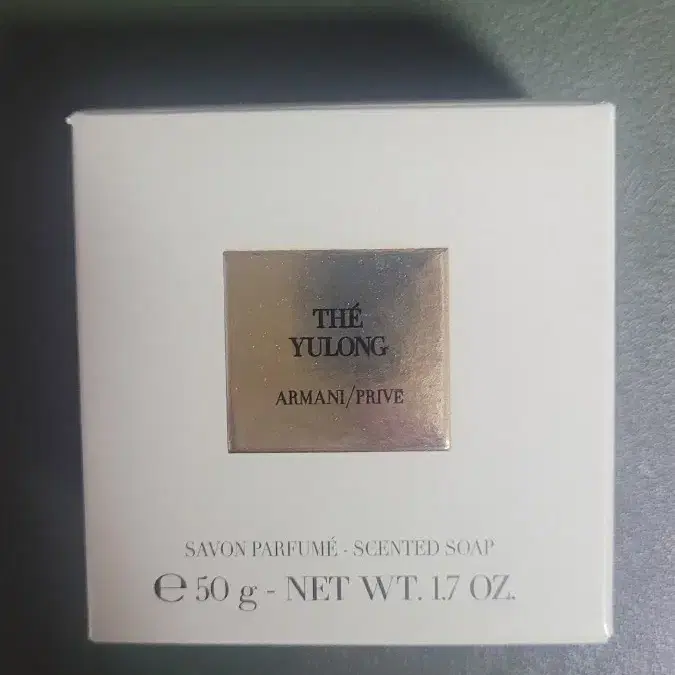 THÉ
YULONG
ARMANI/PRIVE
SAVON PARFUMÉ - SCENTED SOAP
℮ 50 g - NET WT. 1.7 OZ.